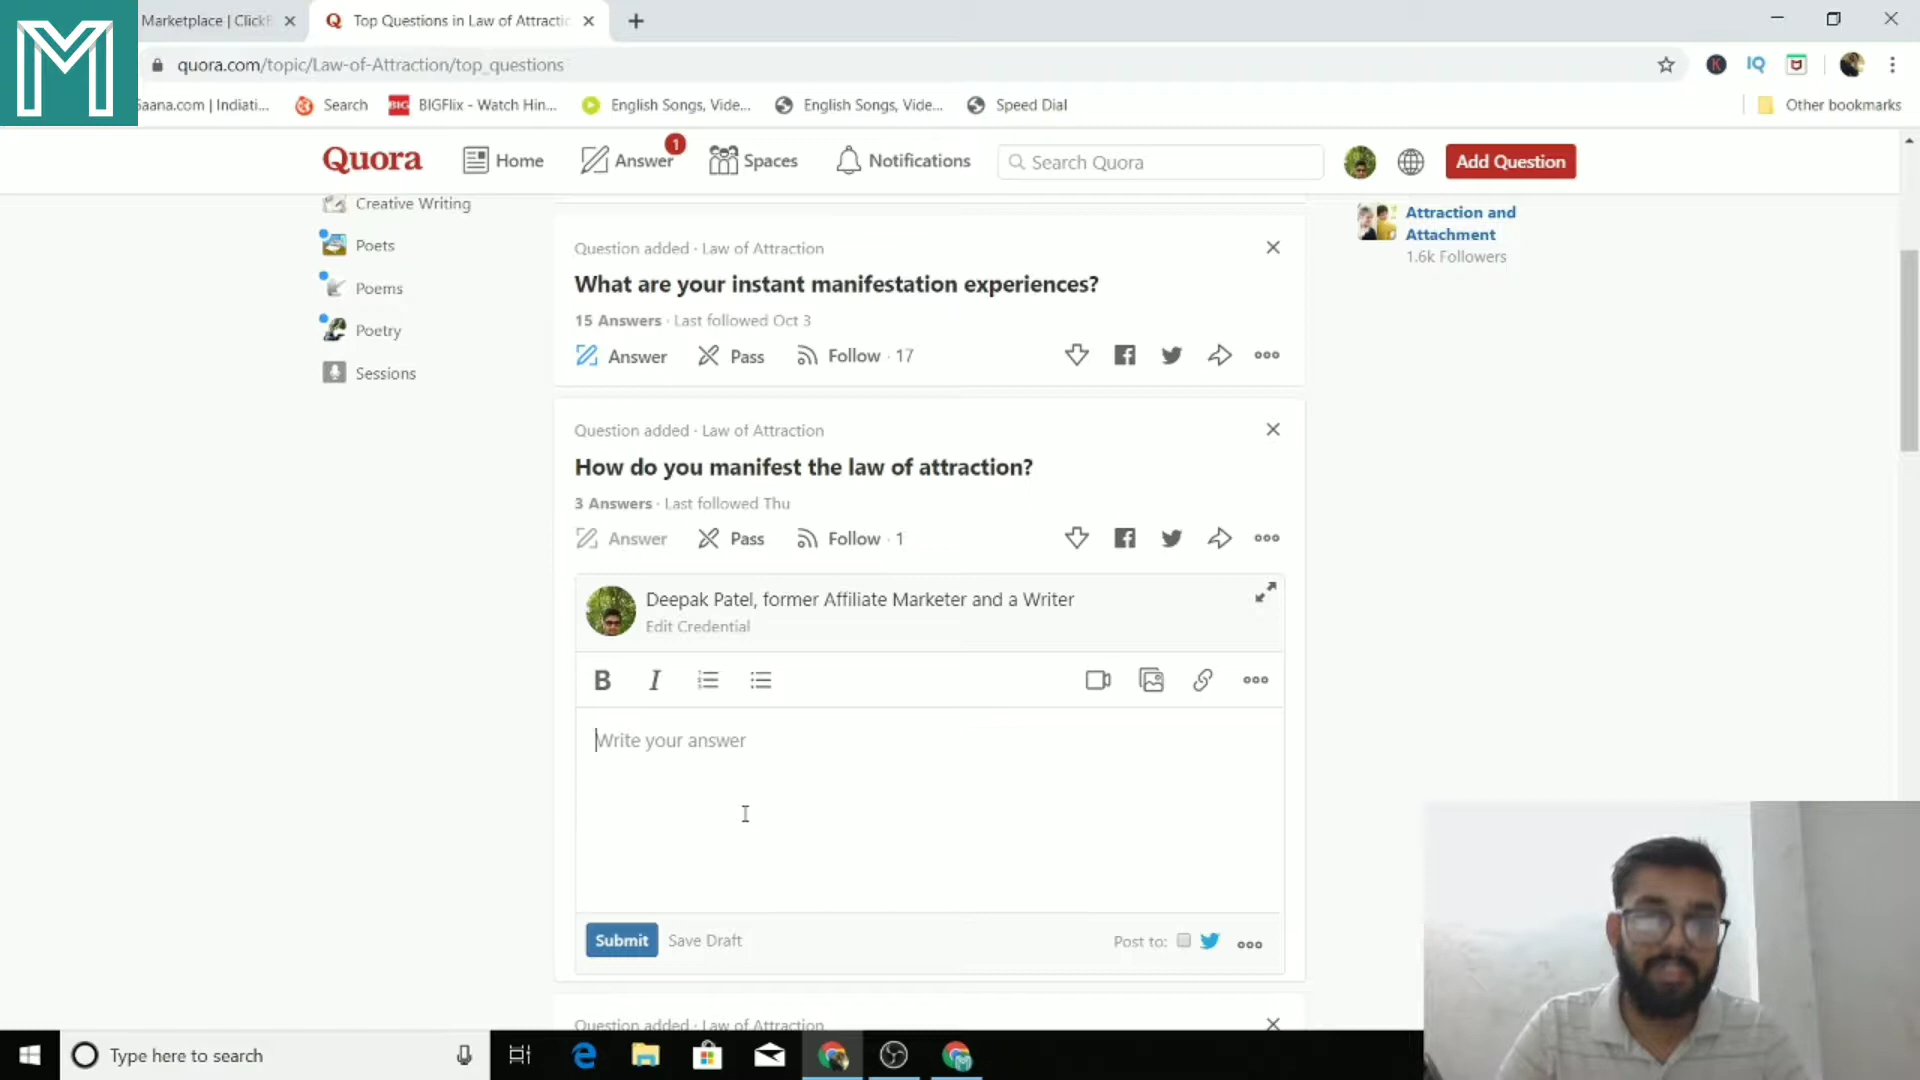 Marketplace | Click
Top Questions in Law of Attractio
quora.com/topic/Law-of-Attraction/top_questions
IQ
Gaana.com | Indiati...
Search
BIG
BIGFlix - Watch Hin...
English Songs, Vide...
English Songs, Vide...
Speed Dial
Other bookmarks
Quora
Home
Answer
1
Spaces
Notifications
Search Quora
Add Question
Creative Writing
Poets
Poems
Poetry
Sessions
Attraction and
Attachment
1.6k Followers
Question added · Law of Attraction
What are your instant manifestation experiences?
15 Answers · Last followed Oct 3
Answer
Pass
Follow · 17
Question added · Law of Attraction
How do you manifest the law of attraction?
3 Answers · Last followed Thu
Answer
Pass
Follow · 1
Deepak Patel, former Affiliate Marketer and a Writer
Edit Credential
B
I
Write your answer
Submit
Save Draft
Post to:
Question added · Law of Attraction
Type here to search